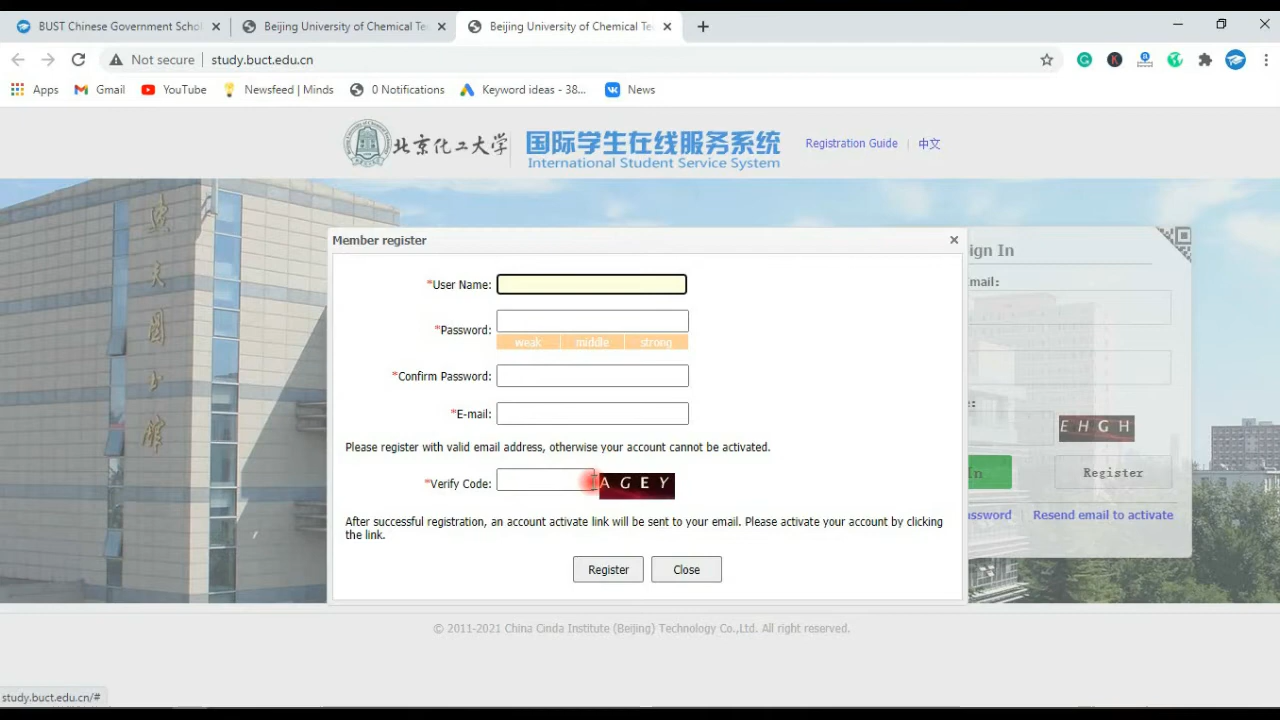 BUST Chinese Government Schol
Beijing University of Chemical Te
Beijing University of Chemical Te
Not secure
study.buct.edu.cn
Apps
Gmail
YouTube
Newsfeed | Minds
0 Notifications
Keyword ideas - 38...
News
北京化工大学
国际学生在线服务系统
International Student Service System
Registration Guide
中文
Member register
*User Name:
*Password:
weak middle strong
*Confirm Password:
*E-mail:
Please register with valid email address, otherwise your account cannot be activated.
*Verify Code:
AGEY
After successful registration, an account activate link will be sent to your email. Please activate your account by clicking
the link.
Register
Close
ign In
mail:
e:
EHGH
In
Register
assword
Resend email to activate
© 2011-2021 China Cinda Institute (Beijing) Technology Co.,Ltd. All right reserved.
study.buct.edu.cn/#